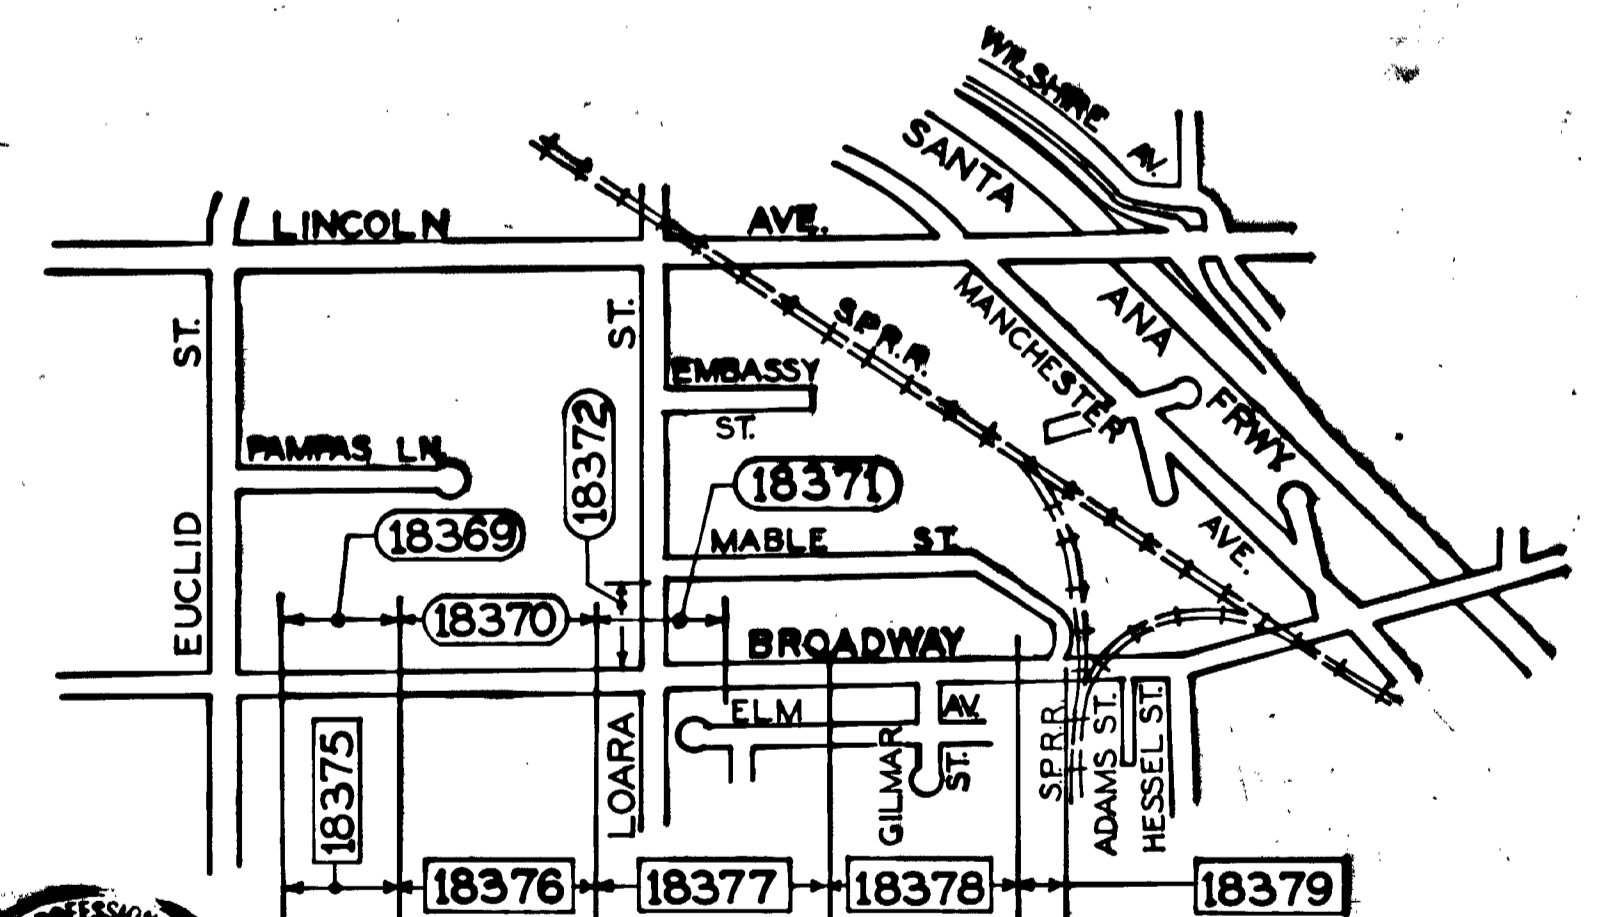 WILSHIRE AV.
SANTA ANA FRWY
LINCOLN AVE.
MANCHESTER AVE.
S.P.R.R.
EUCLID ST.
LOARA ST.
EMBASSY ST.
PAMPAS LN.
18372
18371
18369
MABLE ST.
18370
BROADWAY
ELM AV.
GILMAR ST.
S.P.R.R.
ADAMS ST.
HESSEL ST.
18375
18376
18377
18378
18379